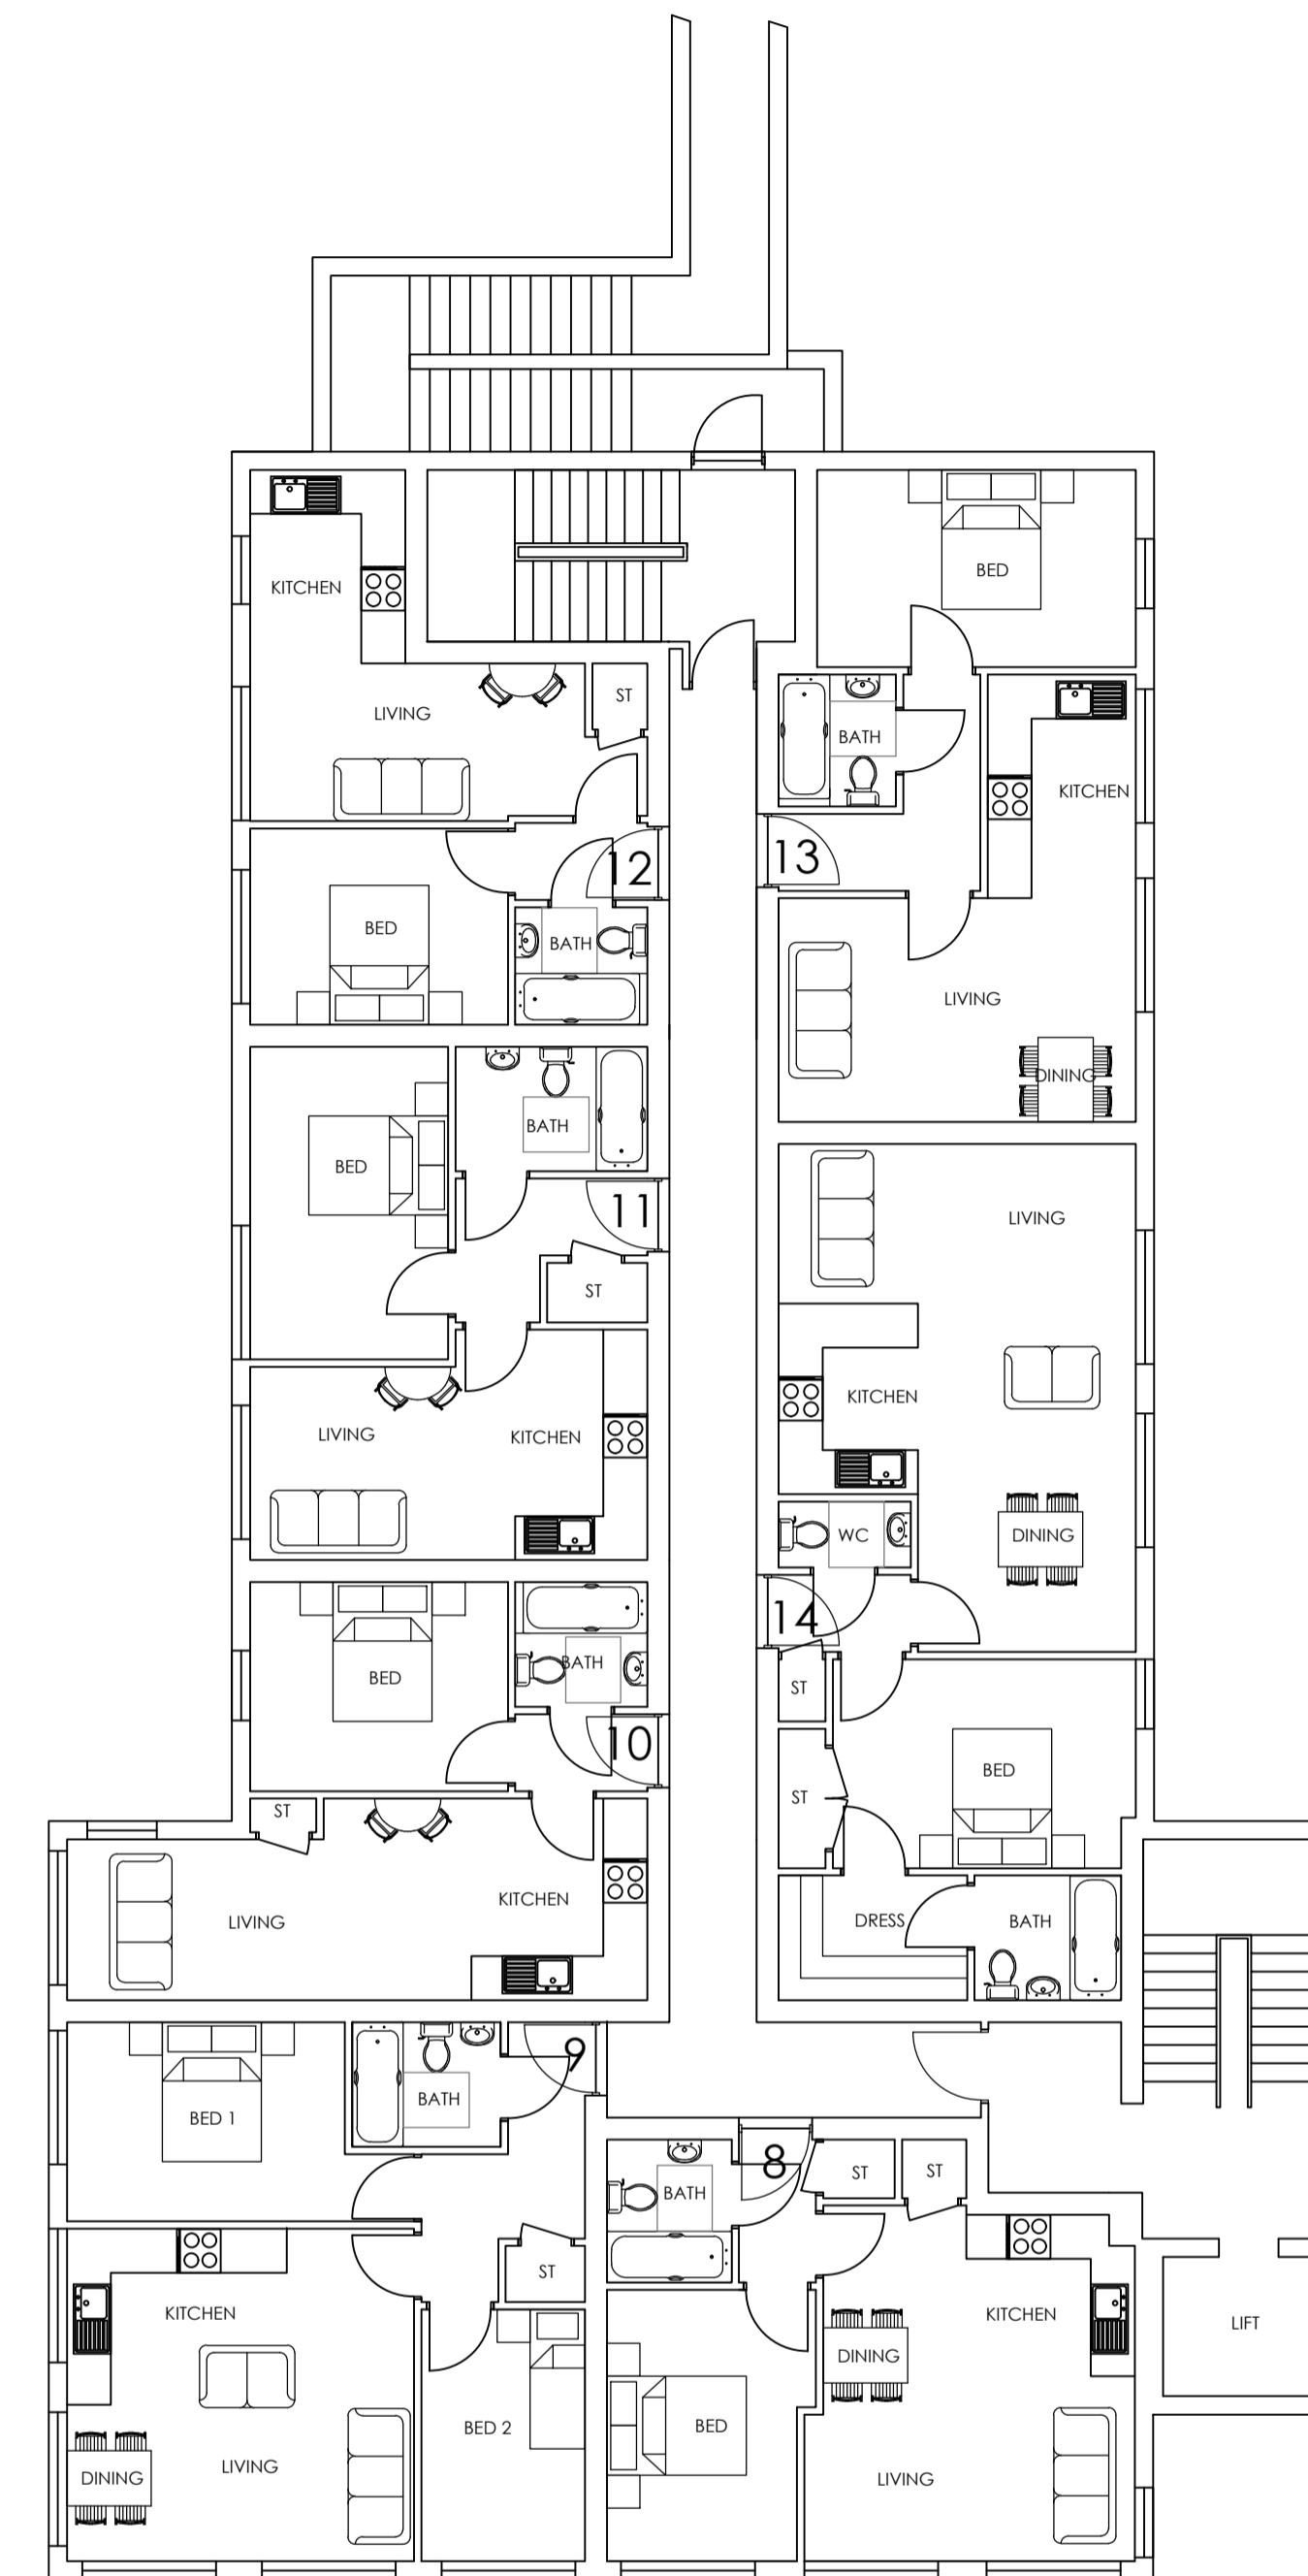 KITCHEN
BED
LIVING
ST
BATH
KITCHEN
12
13
BED
BATH
LIVING
DINING
BATH
BED
11
LIVING
ST
KITCHEN
LIVING
KITCHEN
WC
DINING
14
BATH
BED
ST
10
BED
ST
ST
KITCHEN
LIVING
DRESS
BATH
9
BATH
BED 1
8
ST
ST
BATH
ST
KITCHEN
KITCHEN
LIFT
DINING
BED 2
BED
LIVING
DINING
LIVING